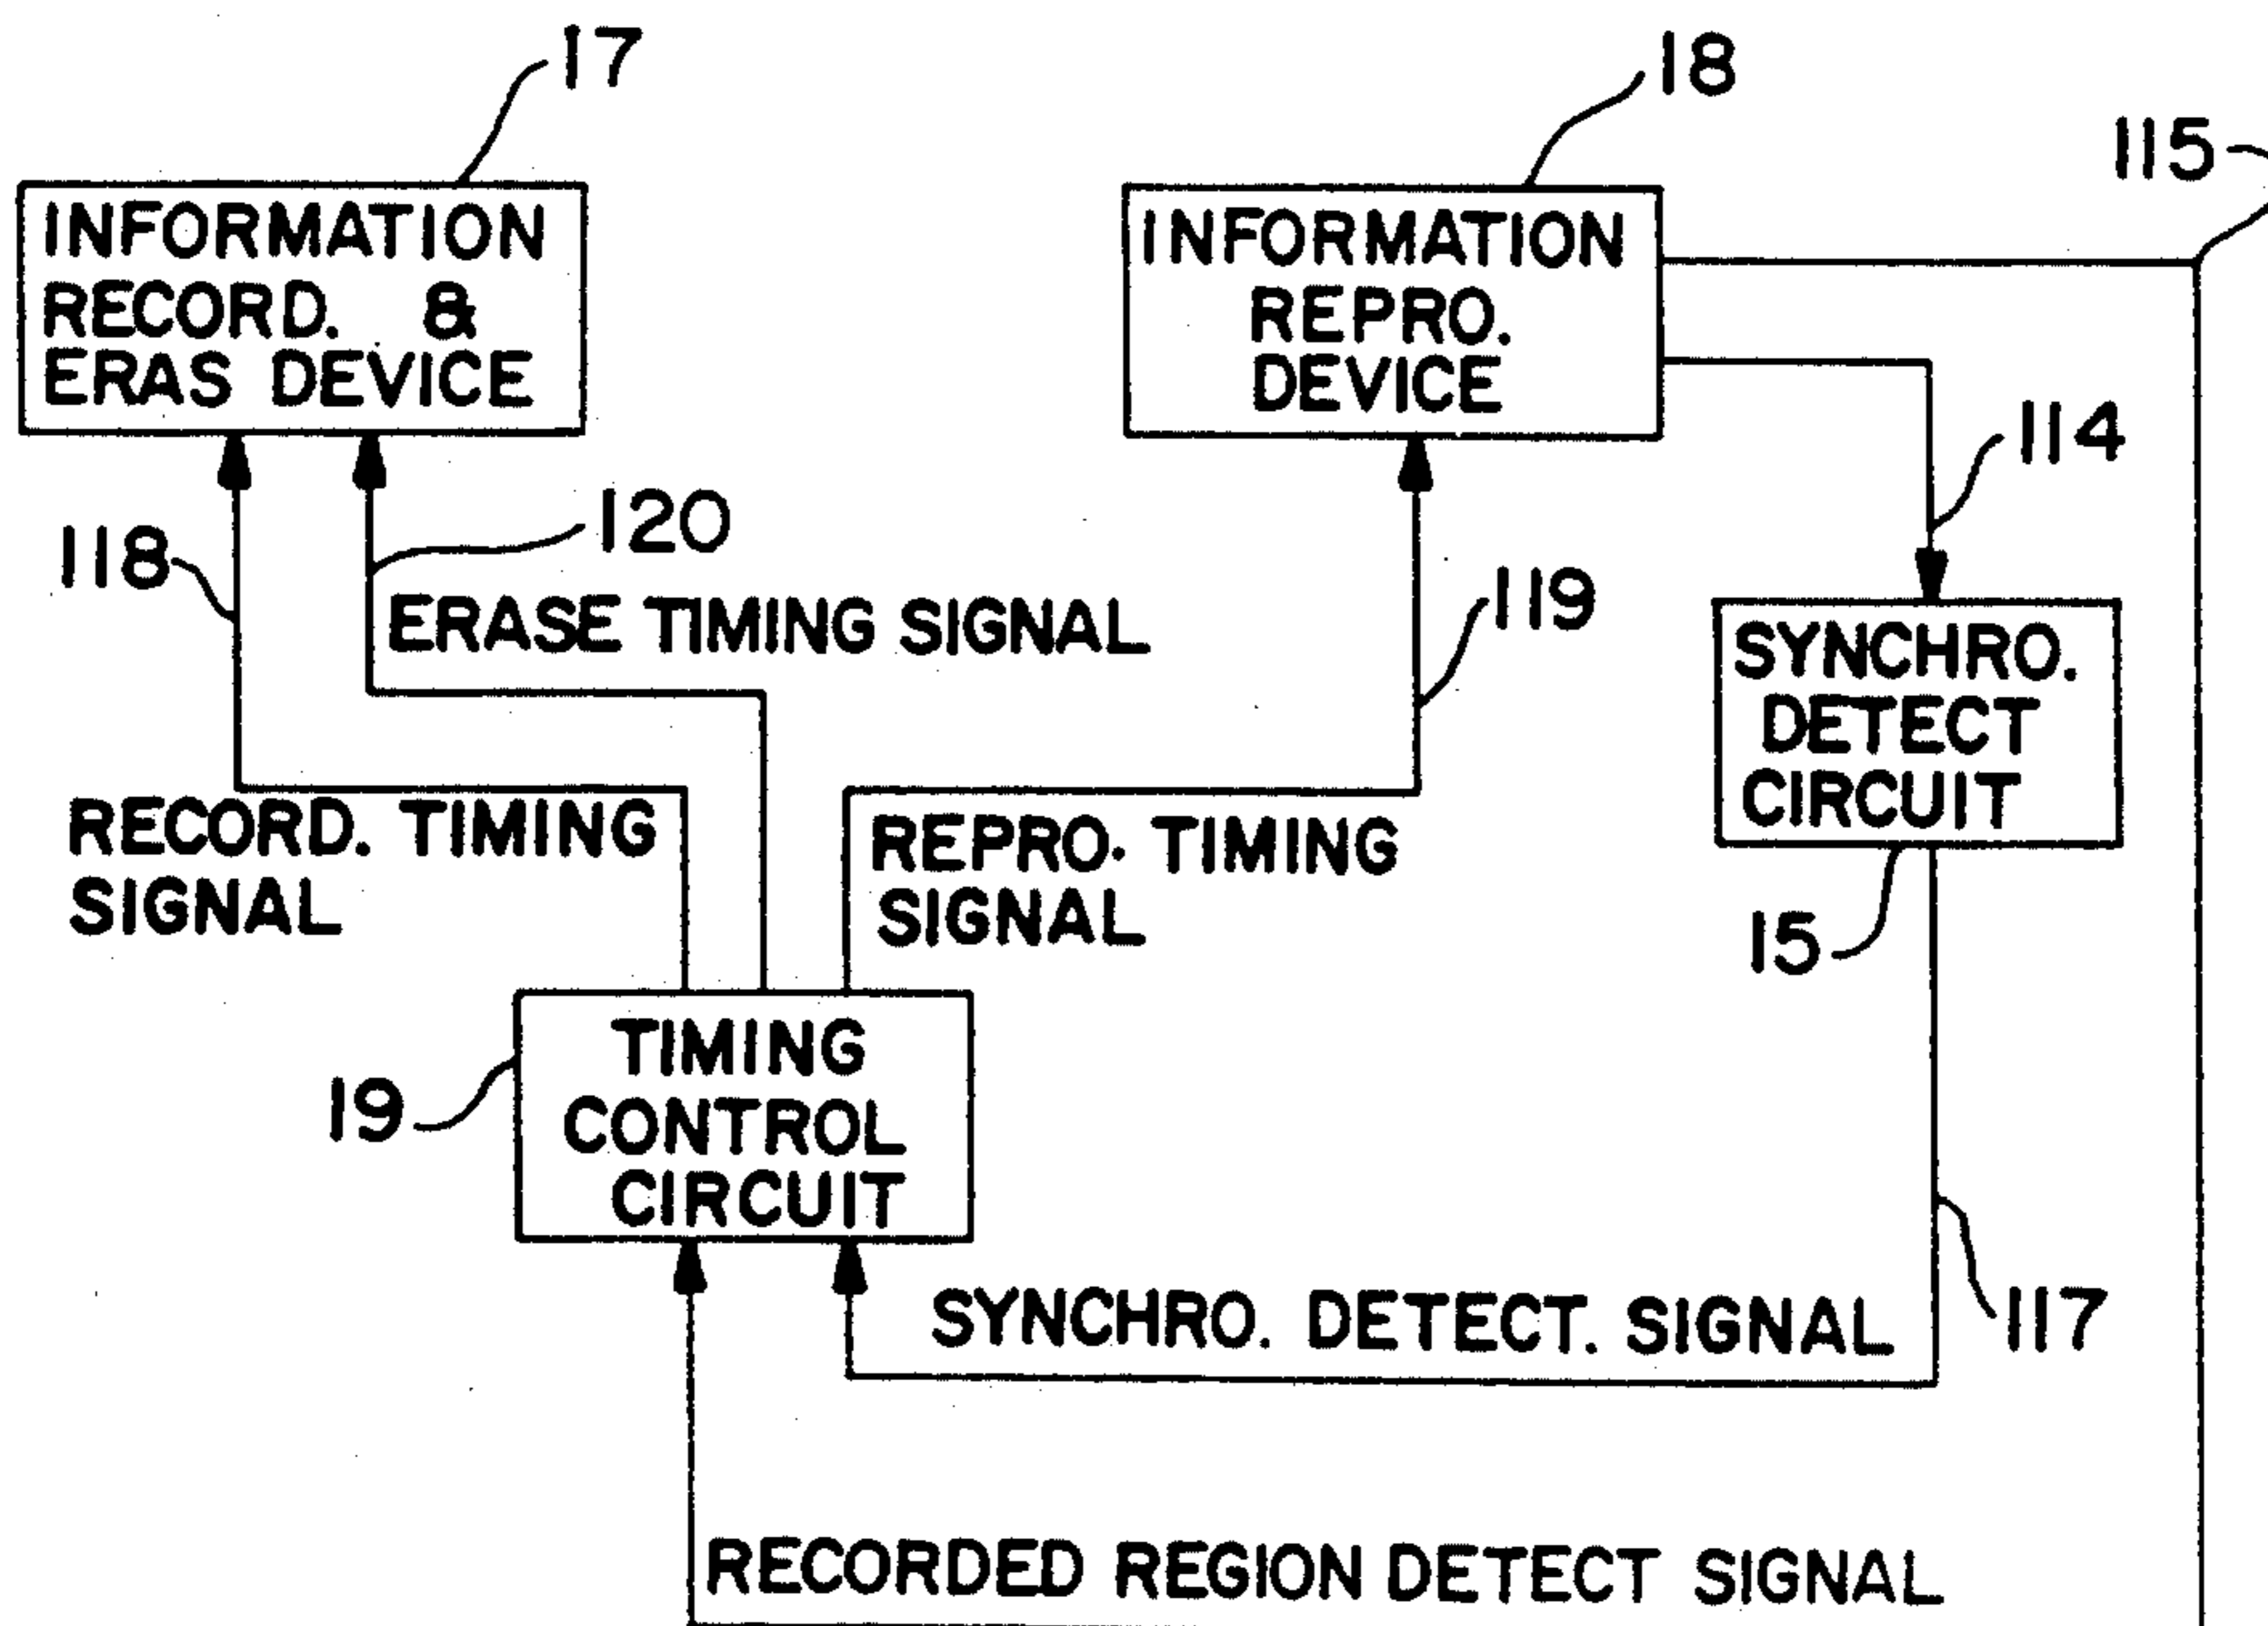 17
18
115
INFORMATION
RECORD. &
ERAS DEVICE
INFORMATION
REPRO.
DEVICE
114
118
120
ERASE TIMING SIGNAL
119
SYNCHRO.
DETECT
CIRCUIT
RECORD. TIMING
SIGNAL
REPRO. TIMING
SIGNAL
15
19
TIMING
CONTROL
CIRCUIT
SYNCHRO. DETECT. SIGNAL
117
RECORDED REGION DETECT SIGNAL